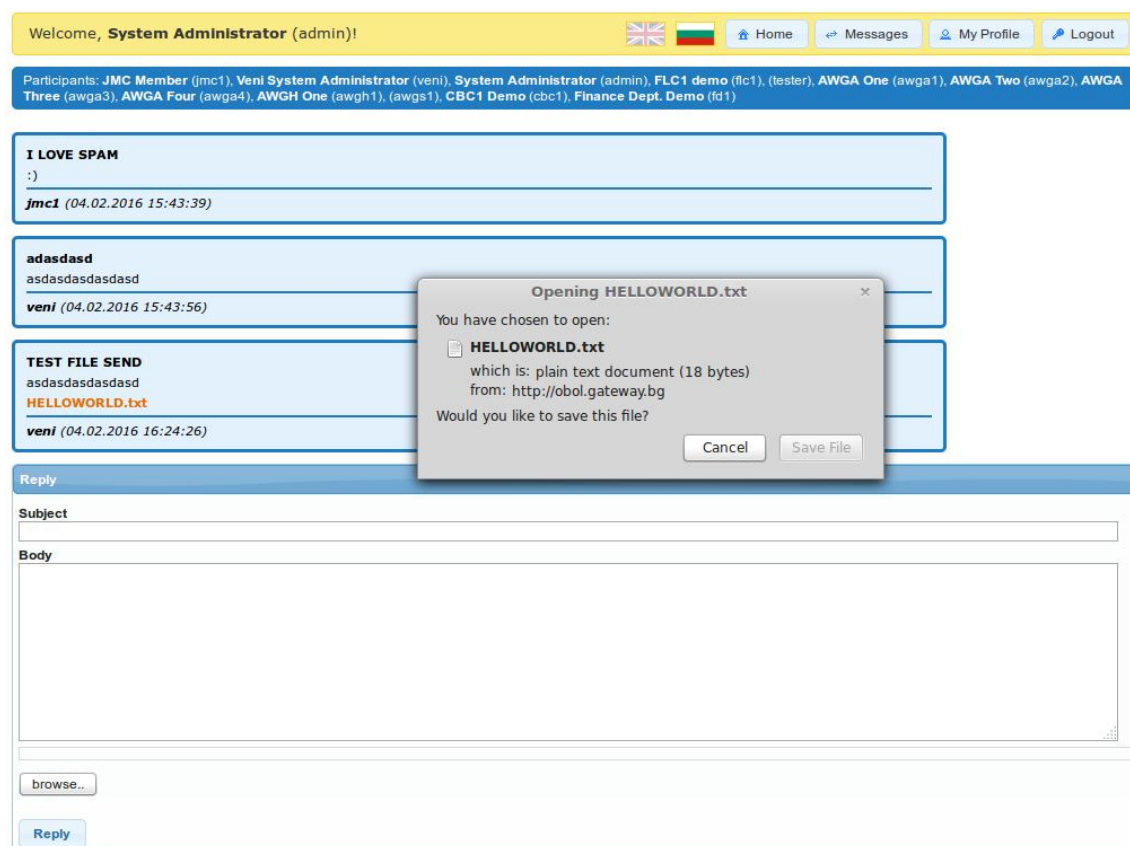 Welcome, System Administrator (admin)!
Home
Messages
My Profile
Logout
Participants: JMC Member (jmc1), Veni System Administrator (veni), System Administrator (admin), FLC1 demo (flc1), (tester), AWGA One (awga1), AWGA Two (awga2), AWGA
Three (awga3), AWGA Four (awga4), AWGH One (awgh1), (awgs1), CBC1 Demo (cbc1), Finance Dept. Demo (fd1)
I LOVE SPAM
:)
jmc1 (04.02.2016 15:43:39)
adasdasd
asdasdasdasdasd
veni (04.02.2016 15:43:56)
TEST FILE SEND
asdasdasdasdasd
HELLOWORLD.txt
veni (04.02.2016 16:24:26)
Opening HELLOWORLD.txt
You have chosen to open:
HELLOWORLD.txt
which is: plain text document (18 bytes)
from: http://obol.gateway.bg
Would you like to save this file?
Cancel
Save File
Reply
Subject
Body
browse..
Reply